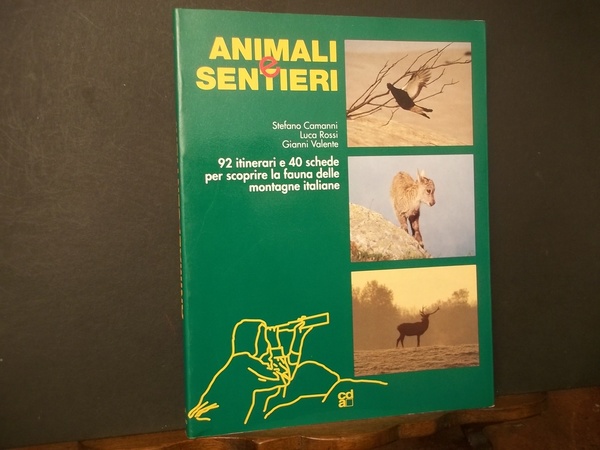 ANIMALI
e
SENTIERI
Stefano Camanni
Luca Rossi
Gianni Valente
92 itinerari e 40 schede
per scoprire la fauna delle
montagne italiane
cda